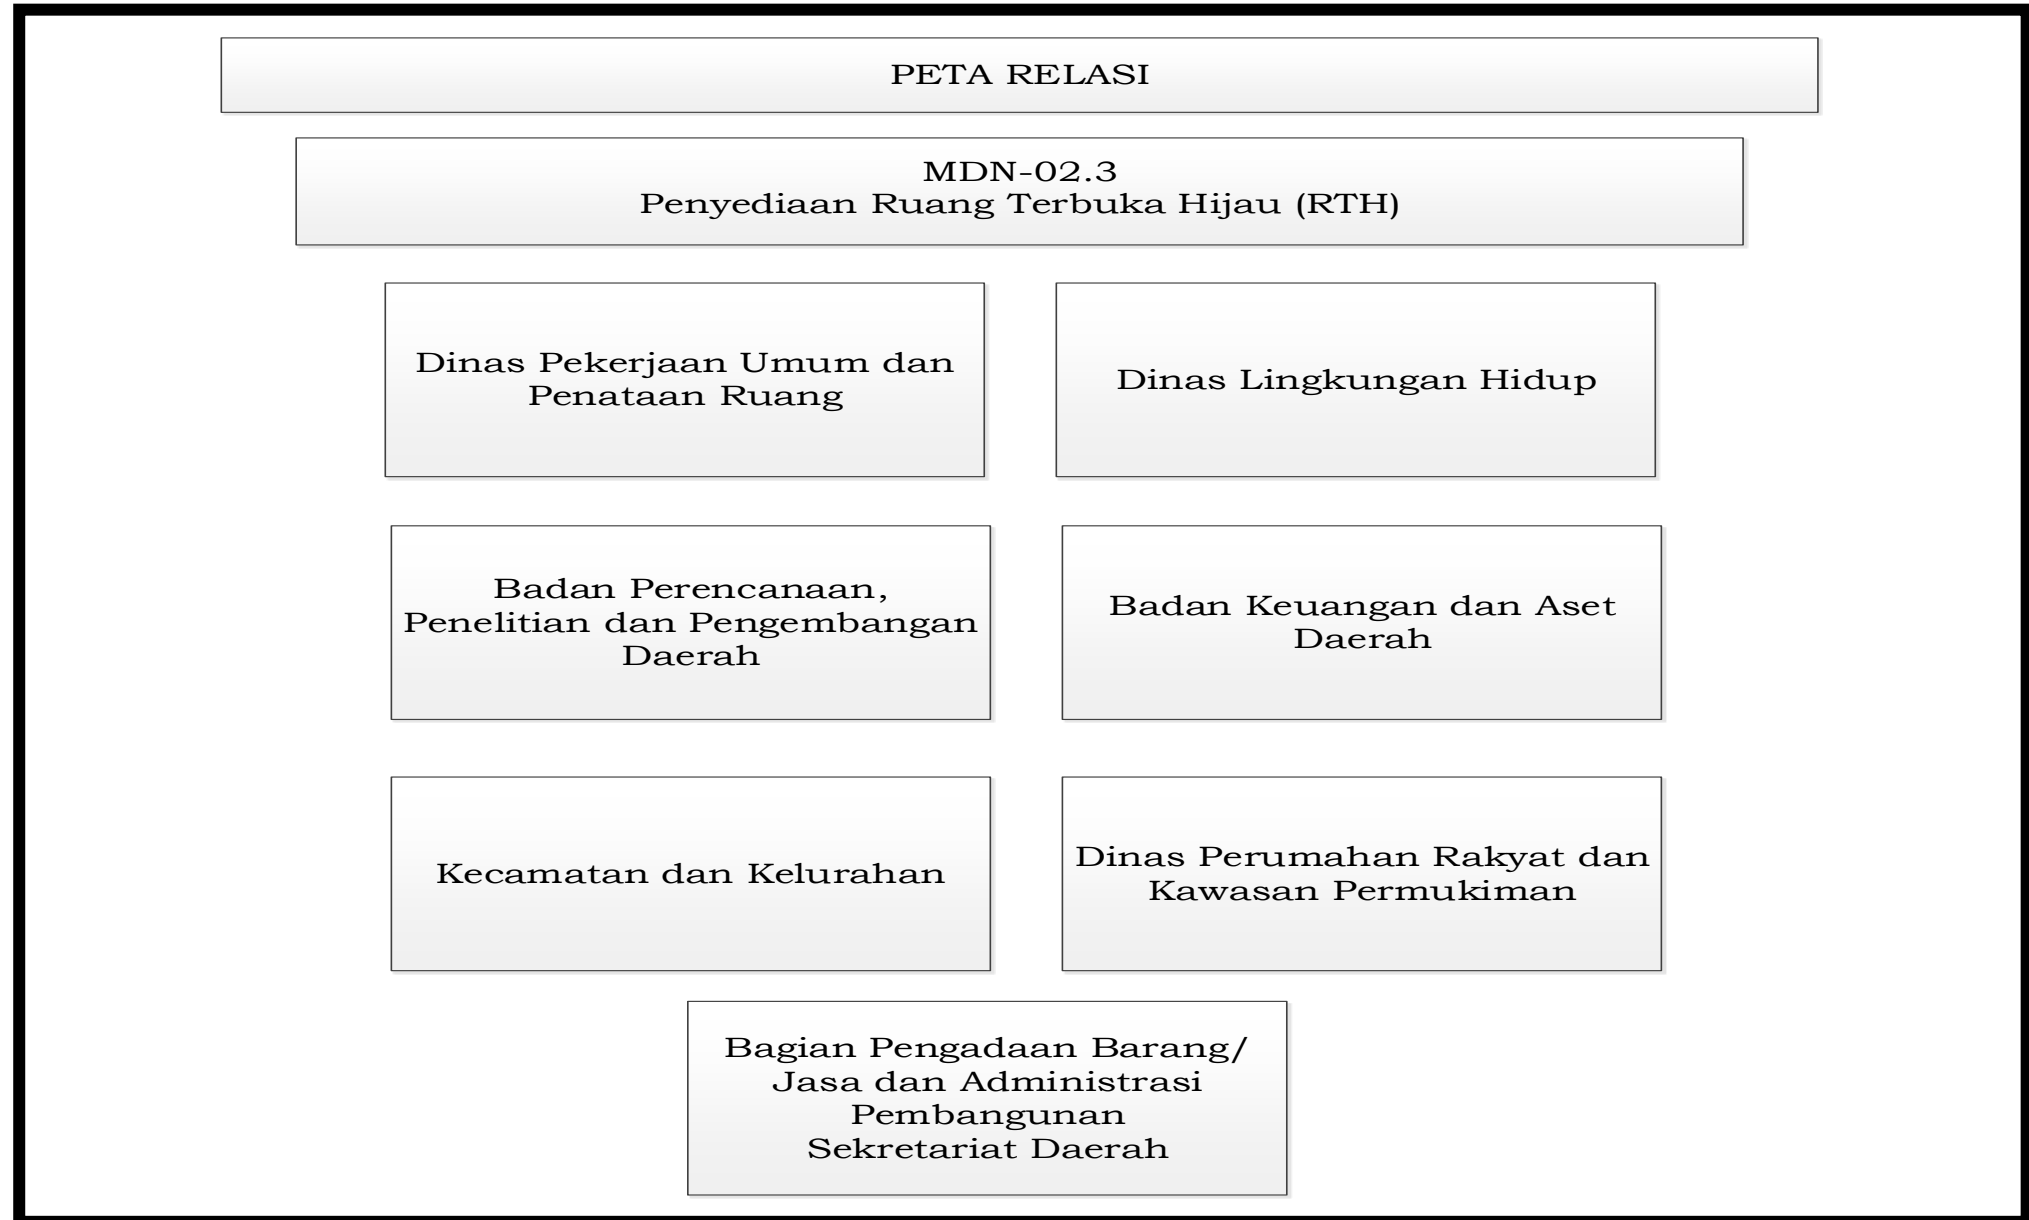 PETA RELASI
MDN-02.3
Penyediaan Ruang Terbuka Hijau (RTH)
Dinas Pekerjaan Umum dan
Penataan Ruang
Dinas Lingkungan Hidup
Badan Perencanaan,
Penelitian dan Pengembangan
Daerah
Badan Keuangan dan Aset
Daerah
Kecamatan dan Kelurahan
Dinas Perumahan Rakyat dan
Kawasan Permukiman
Bagian Pengadaan Barang/
Jasa dan Administrasi
Pembangunan
Sekretariat Daerah